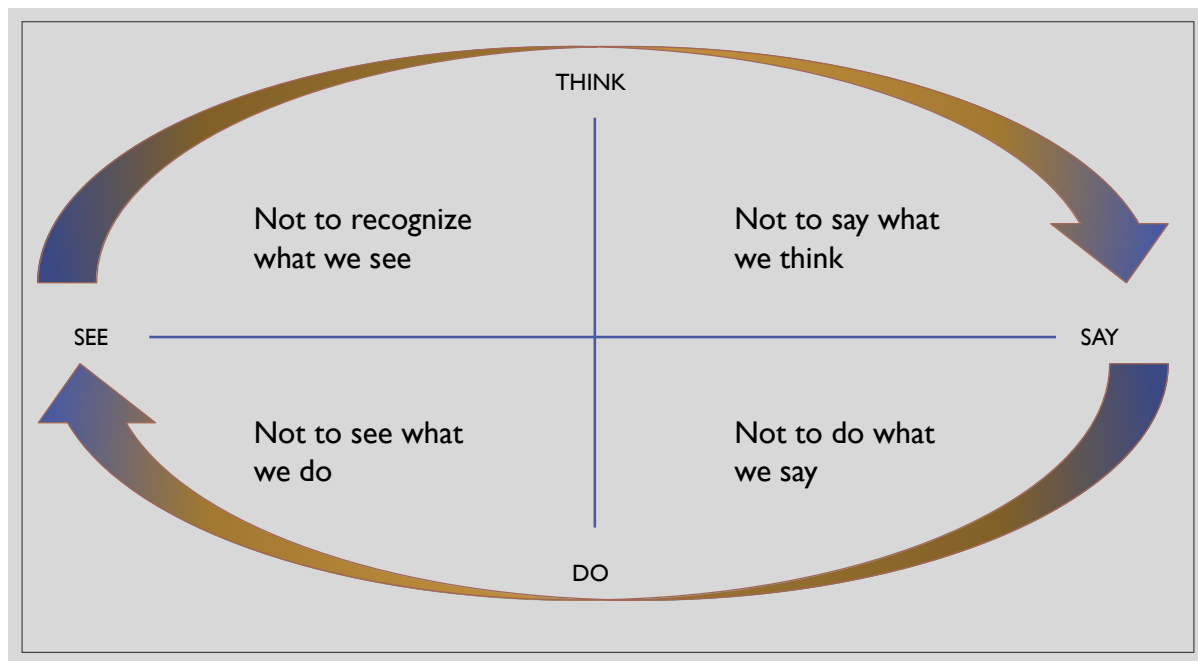 THINK
Not to recognize
what we see
Not to say what
we think
SEE
SAY
Not to see what
we do
Not to do what
we say
DO